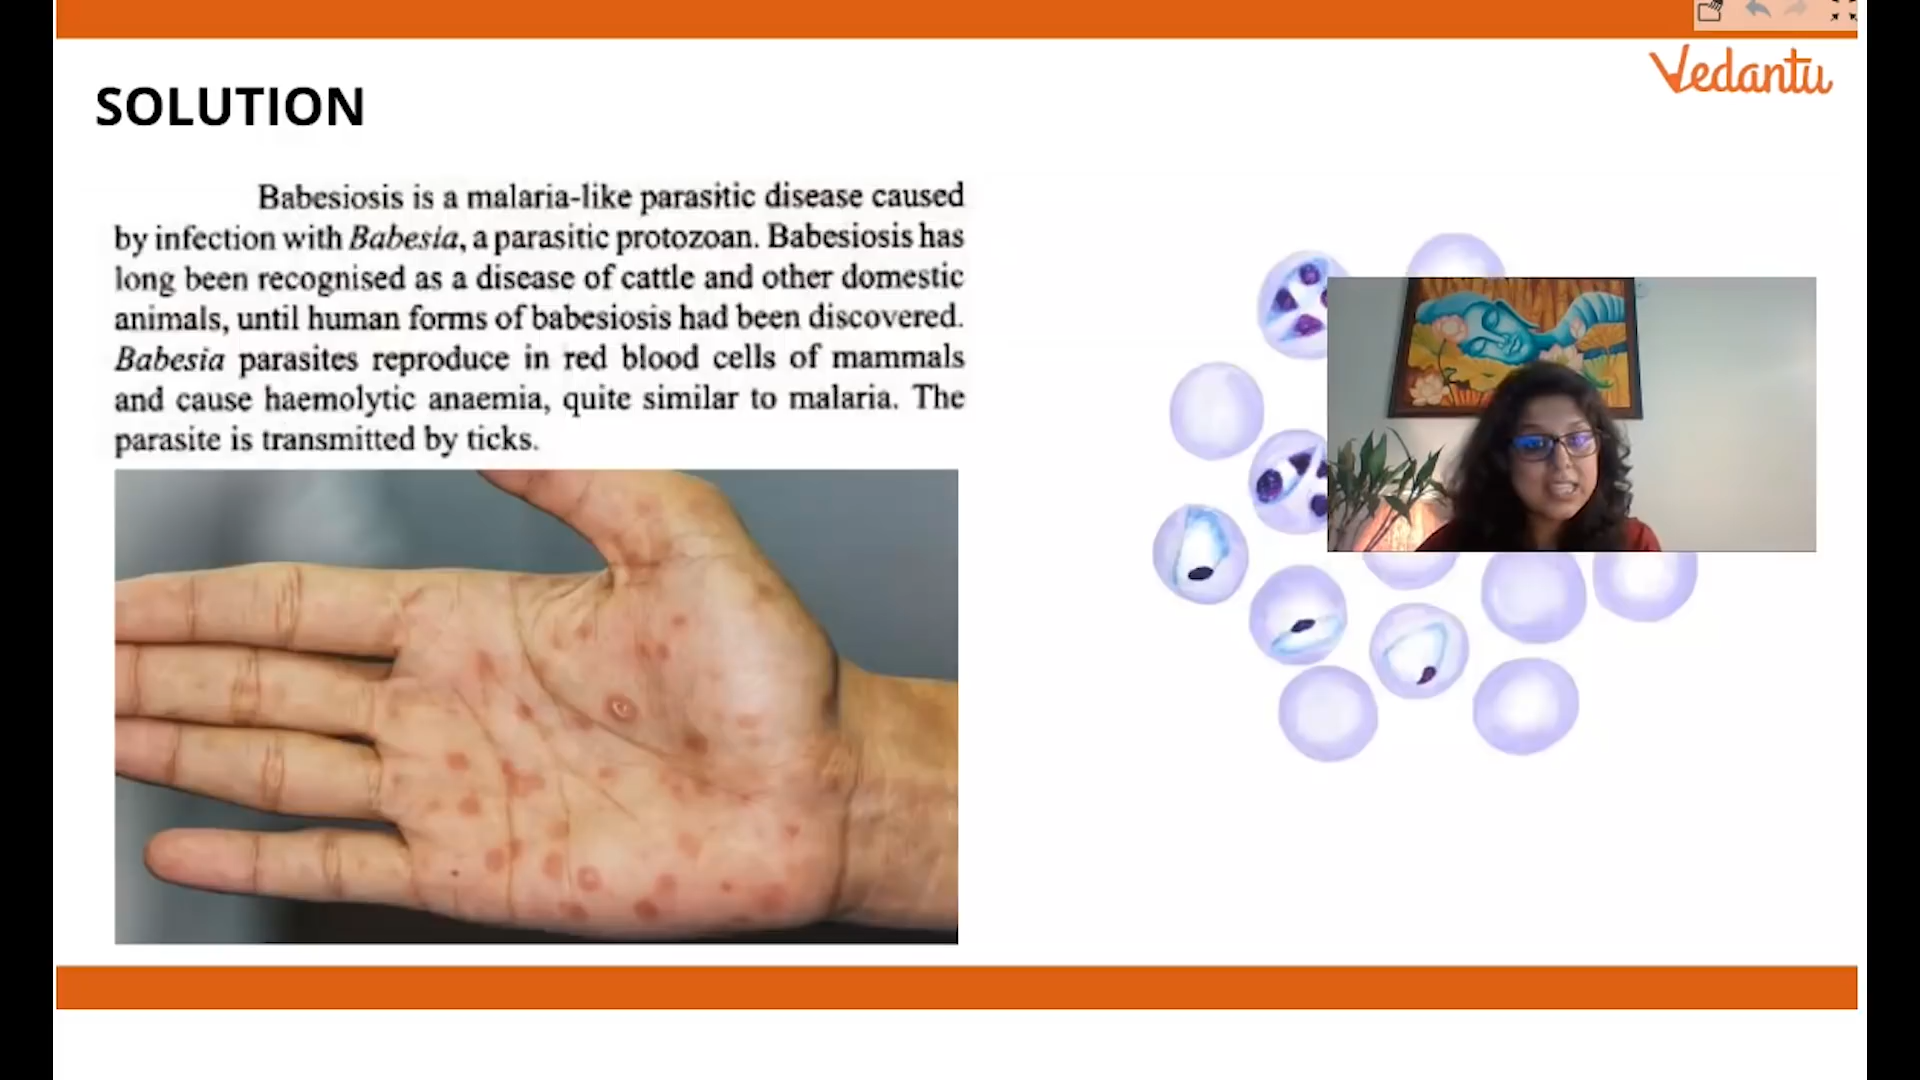 Vedantu
SOLUTION
Babesiosis is a malaria-like parasitic disease caused
by infection with Babesia, a parasitic protozoan. Babesiosis has
long been recognised as a disease of cattle and other domestic
animals, until human forms of babesiosis had been discovered.
Babesia parasites reproduce in red blood cells of mammals
and cause haemolytic anaemia, quite similar to malaria. The
parasite is transmitted by ticks.